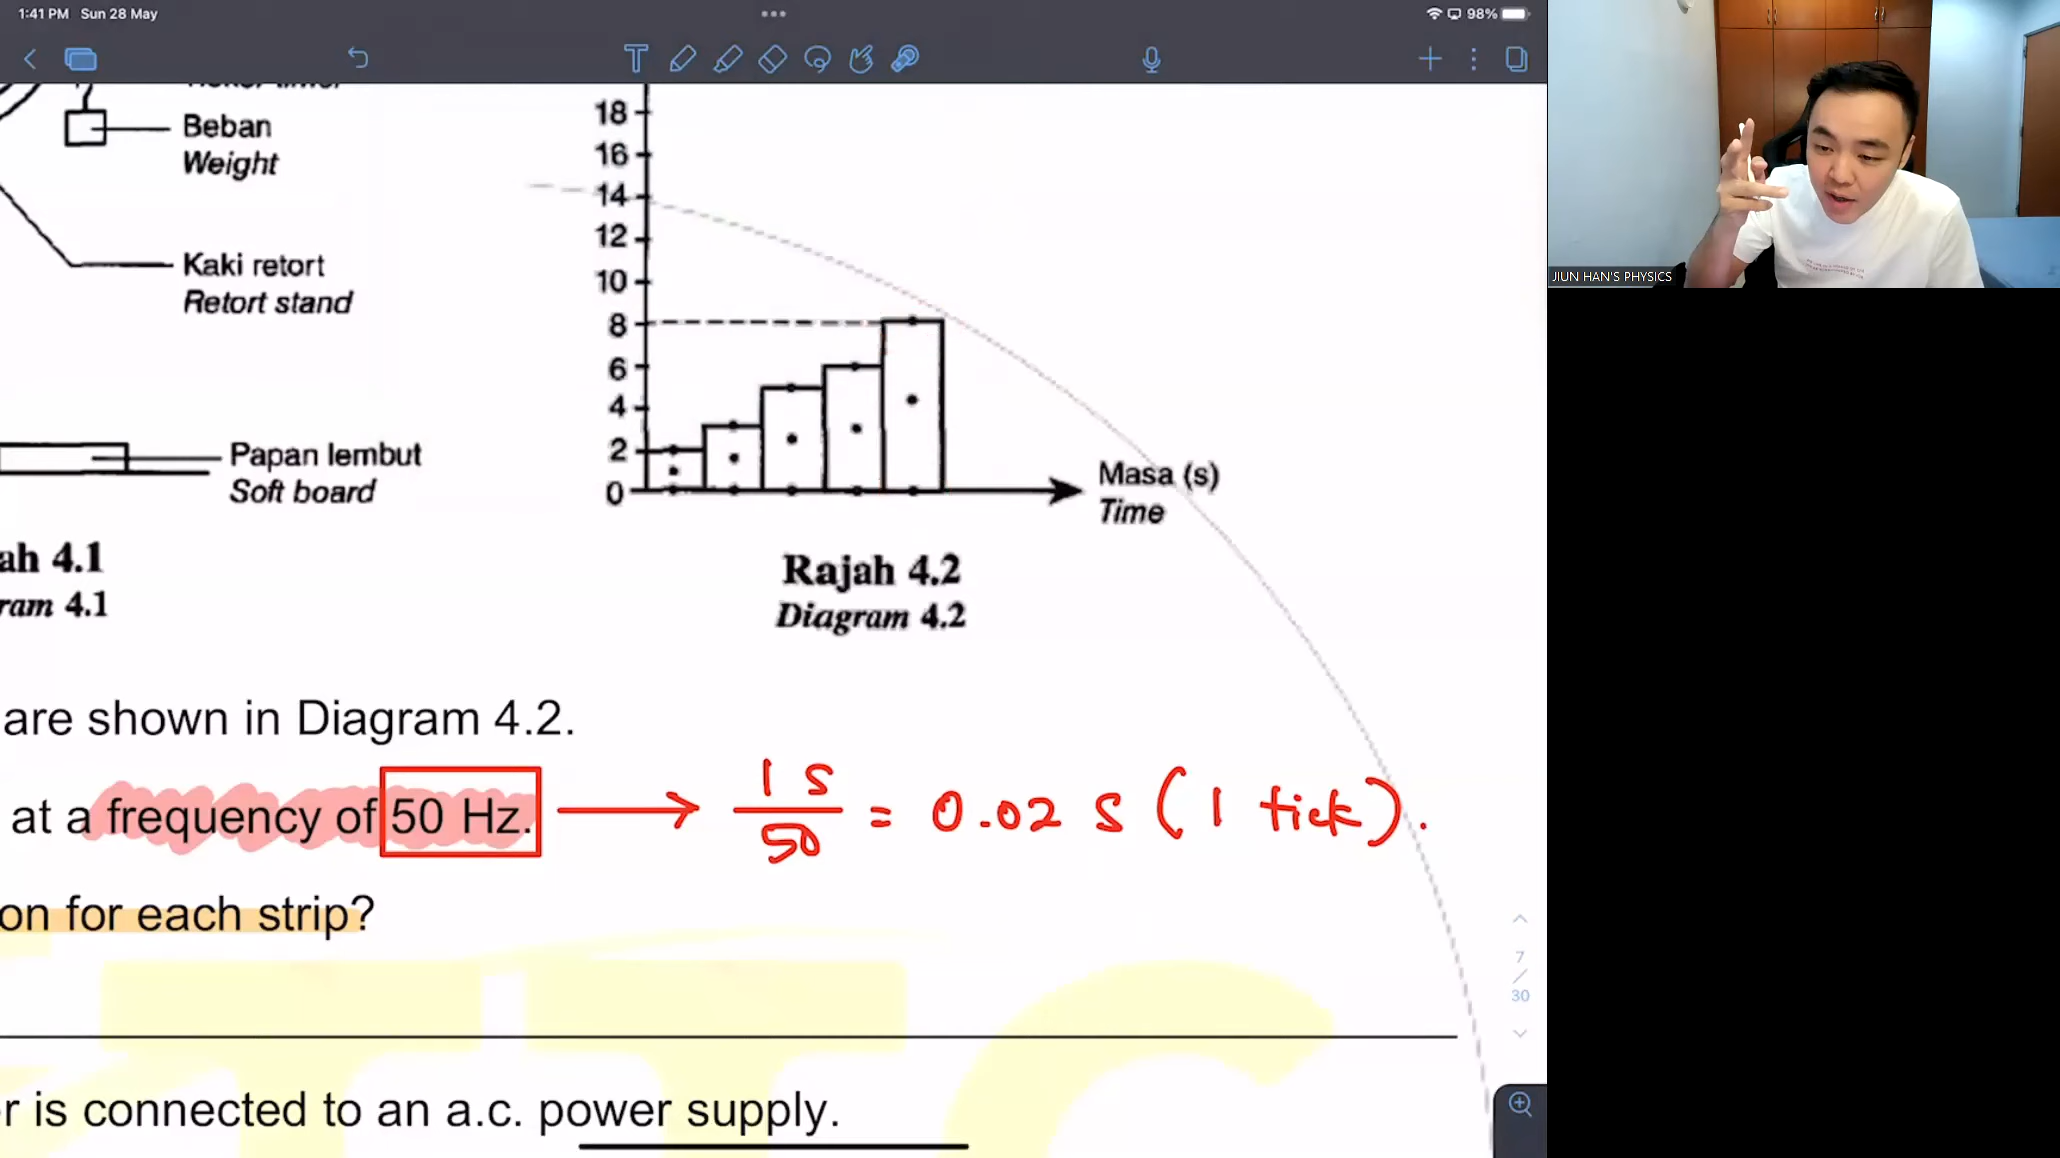 1:41 PM Sun 28 May
98%
Beban
Weight
Kaki retort
Retort stand
Papan lembut
Soft board
ah 4.1
ram 4.1
18
16
14
12
10
8
6
4
2
0
Masa (s)
Time
Rajah 4.2
Diagram 4.2
are shown in Diagram 4.2.
at a frequency of 50 Hz. → 1 s / 50 = 0.02 s (1 tick).
on for each strip?
r is connected to an a.c. power supply.
7
/
30
JIUN HAN'S PHYSICS